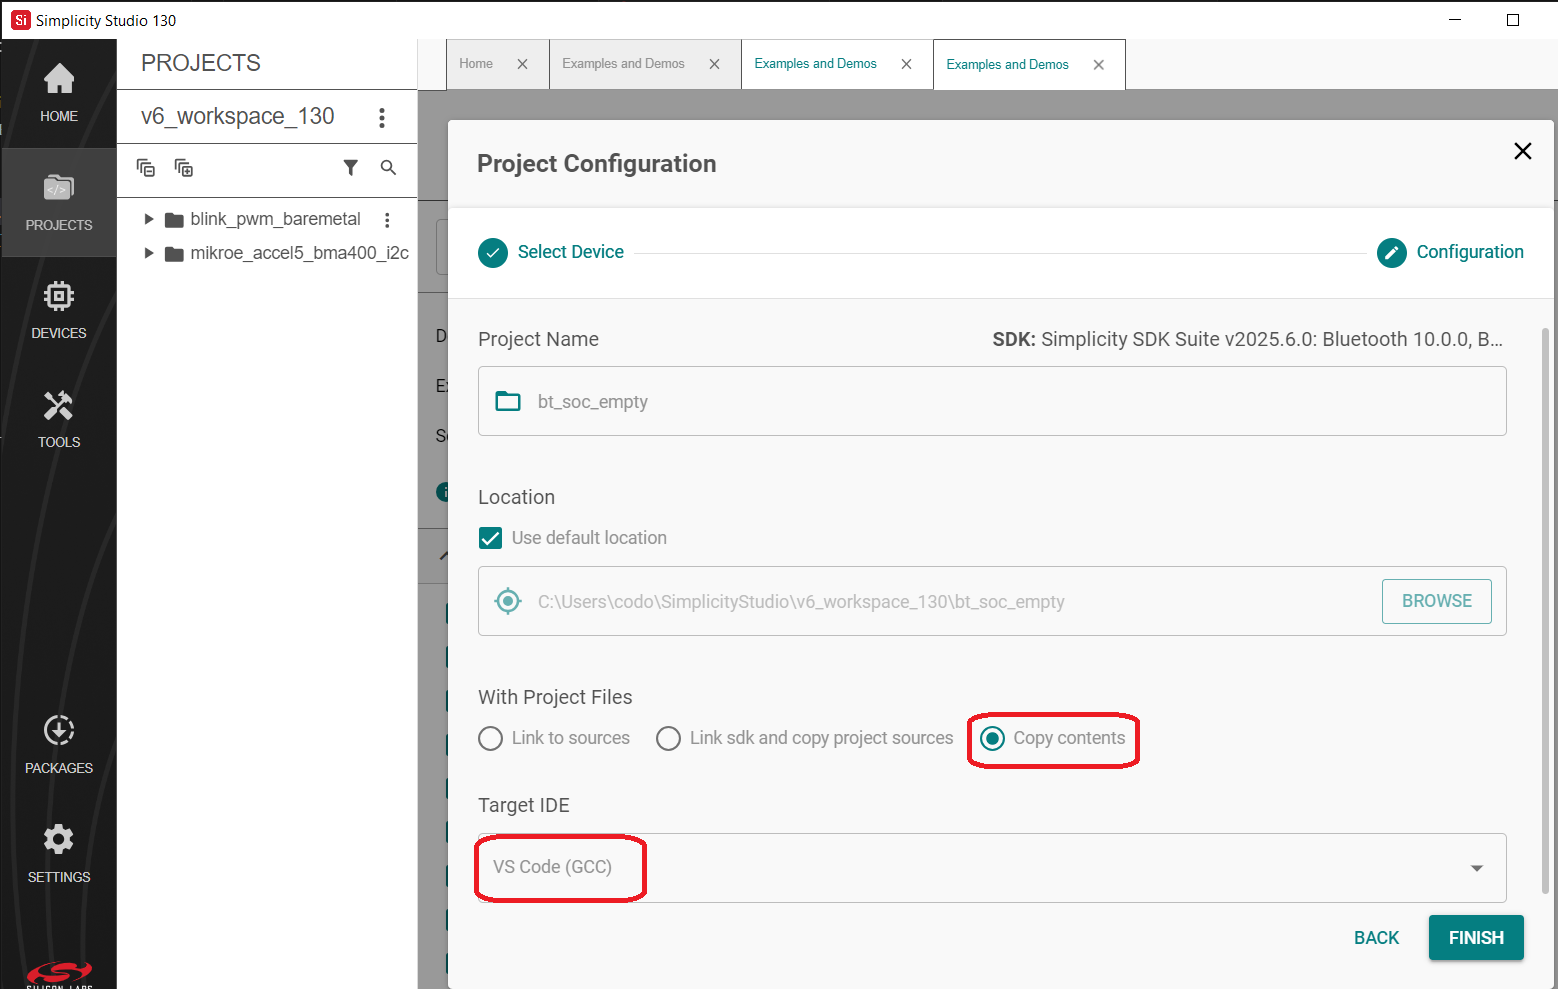 Si Simplicity Studio 130
HOME
PROJECTS
DEVICES
TOOLS
PACKAGES
SETTINGS
SILICON LABS
PROJECTS
v6_workspace_130
blink_pwm_baremetal
mikroe_accel5_bma400_i2c
Home
Examples and Demos
Examples and Demos
Examples and Demos
Project Configuration
Select Device
Configuration
Project Name
SDK: Simplicity SDK Suite v2025.6.0: Bluetooth 10.0.0, B...
bt_soc_empty
Location
Use default location
C:\Users\codo\SimplicityStudio\v6_workspace_130\bt_soc_empty
BROWSE
With Project Files
Link to sources
Link sdk and copy project sources
Copy contents
Target IDE
VS Code (GCC)
BACK
FINISH